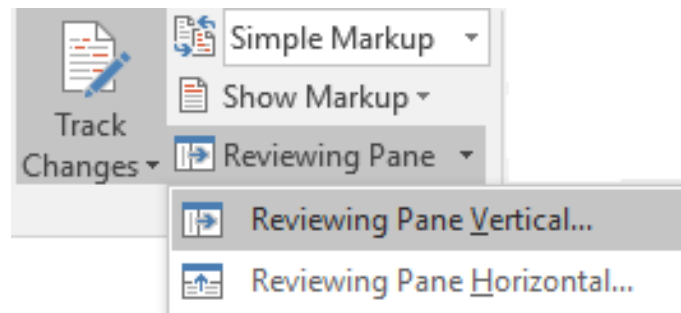 Simple Markup
Show Markup
Track
Changes
Reviewing Pane
Reviewing Pane Vertical...
Reviewing Pane Horizontal...